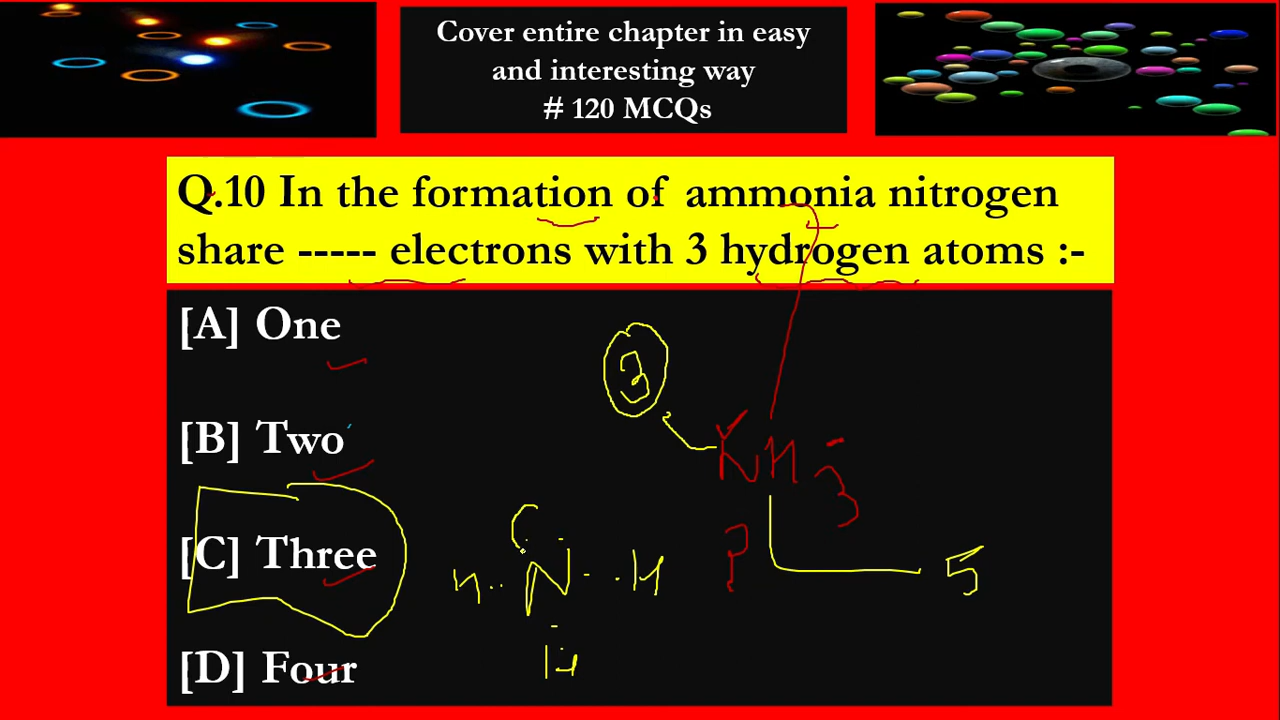 Cover entire chapter in easy
and interesting way
# 120 MCQs
Q.10 In the formation of ammonia nitrogen
share ----- electrons with 3 hydrogen atoms :-
[A] One
[B] Two
[C] Three
[D] Four
3
NH3
P
5
H N H
H